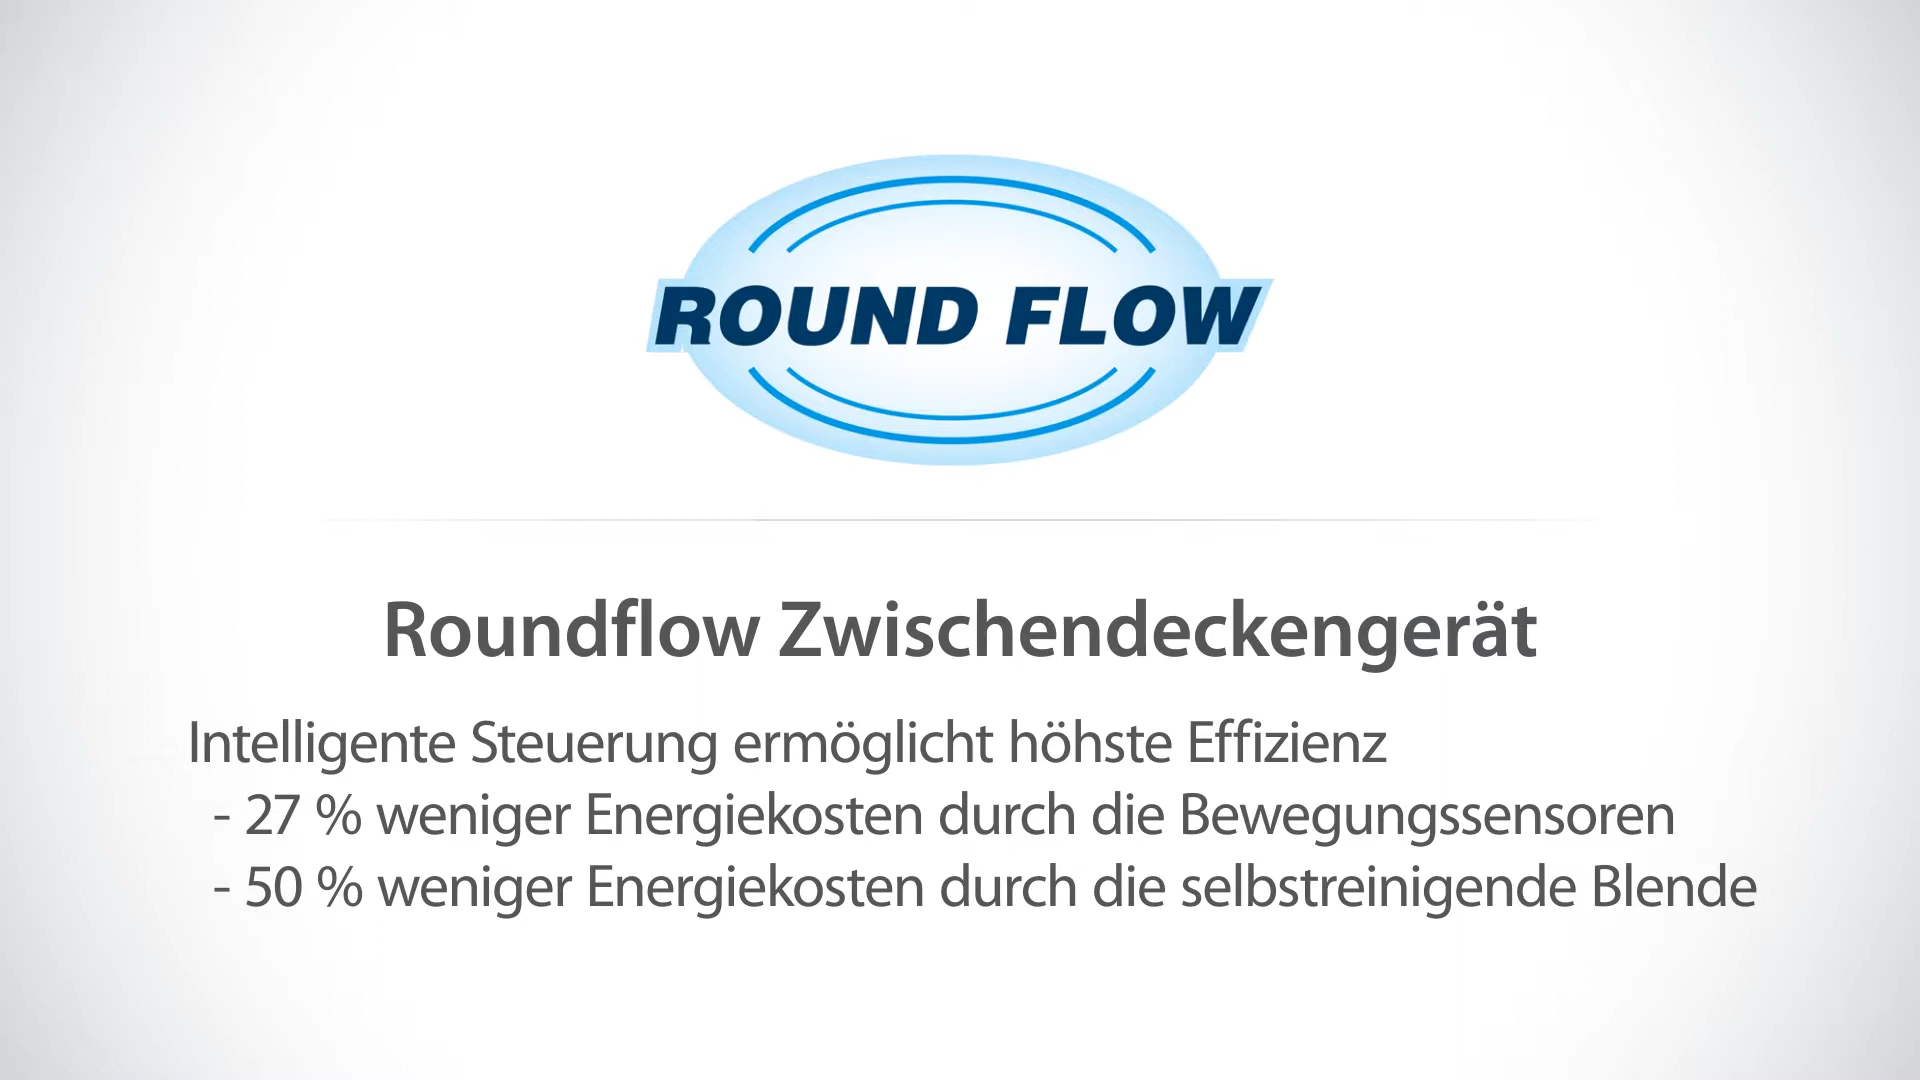 ROUND FLOW
Roundflow Zwischendeckengerät
Intelligente Steuerung ermöglicht höhste Effizienz
- 27 % weniger Energiekosten durch die Bewegungssensoren
- 50 % weniger Energiekosten durch die selbstreinigende Blende